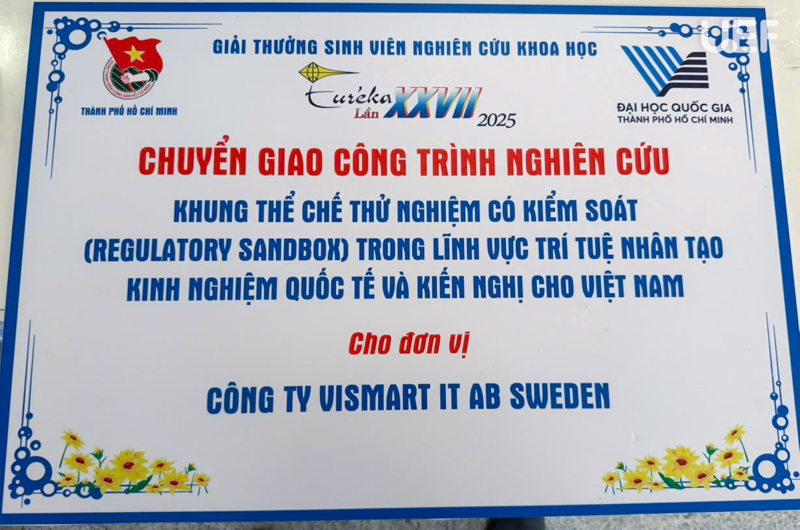 UEF
GIẢI THƯỞNG SINH VIÊN NGHIÊN CỨU KHOA HỌC
THÀNH PHỐ HỒ CHÍ MINH
Eur'eka
Lần XXVII 2025
ĐẠI HỌC QUỐC GIA
THÀNH PHỐ HỒ CHÍ MINH
CHUYỂN GIAO CÔNG TRÌNH NGHIÊN CỨU
KHUNG THỂ CHẾ THỬ NGHIỆM CÓ KIỂM SOÁT
(REGULATORY SANDBOX) TRONG LĨNH VỰC TRÍ TUỆ NHÂN TẠO
KINH NGHIỆM QUỐC TẾ VÀ KIẾN NGHỊ CHO VIỆT NAM
Cho đơn vị
CÔNG TY VISMART IT AB SWEDEN